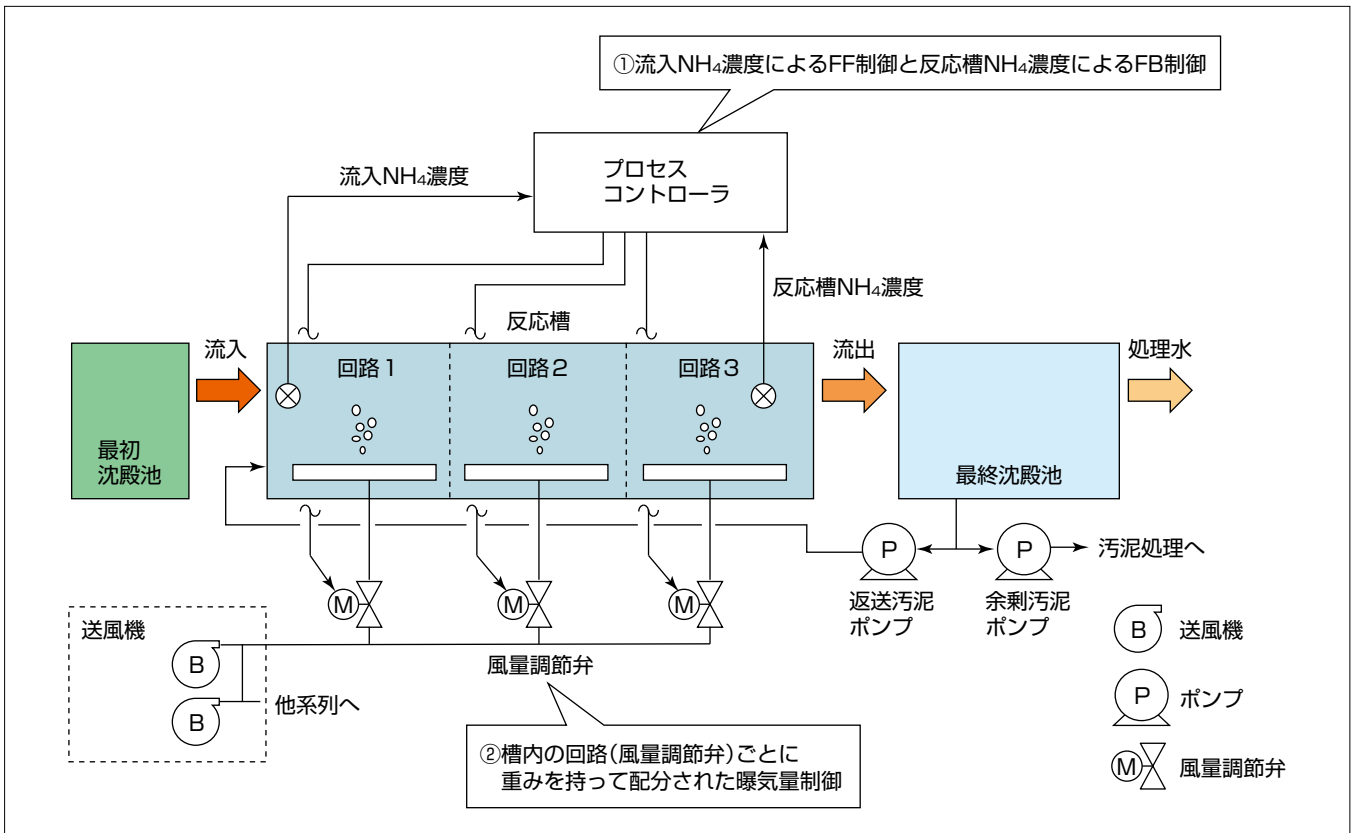 ①流入NH₄濃度によるFF制御と反応槽NH₄濃度によるFB制御
プロセス
コントローラ
流入NH₄濃度
反応槽NH₄濃度
反応槽
流入
回路1
回路2
回路3
流出
処理水
最初
沈殿池
最終沈殿池
P
P
汚泥処理へ
返送汚泥
ポンプ
余剰汚泥
ポンプ
M
M
M
送風機
B
B
他系列へ
風量調節弁
②槽内の回路(風量調節弁)ごとに
重みを持って配分された曝気量制御
B 送風機
P ポンプ
M 風量調節弁